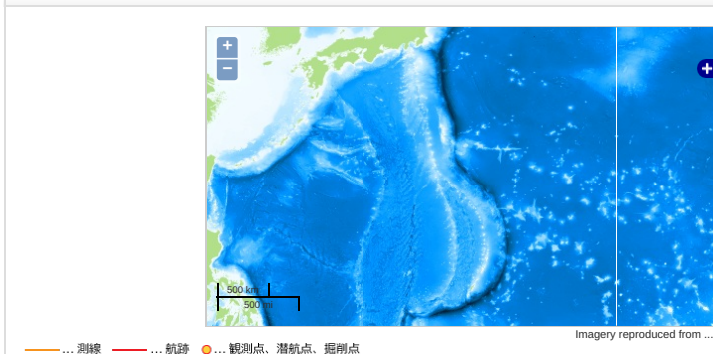 +
−
500 km
500 mi
Imagery reproduced from ...
... 測線 ... 航跡 ... 観測点、潜航点、掘削点